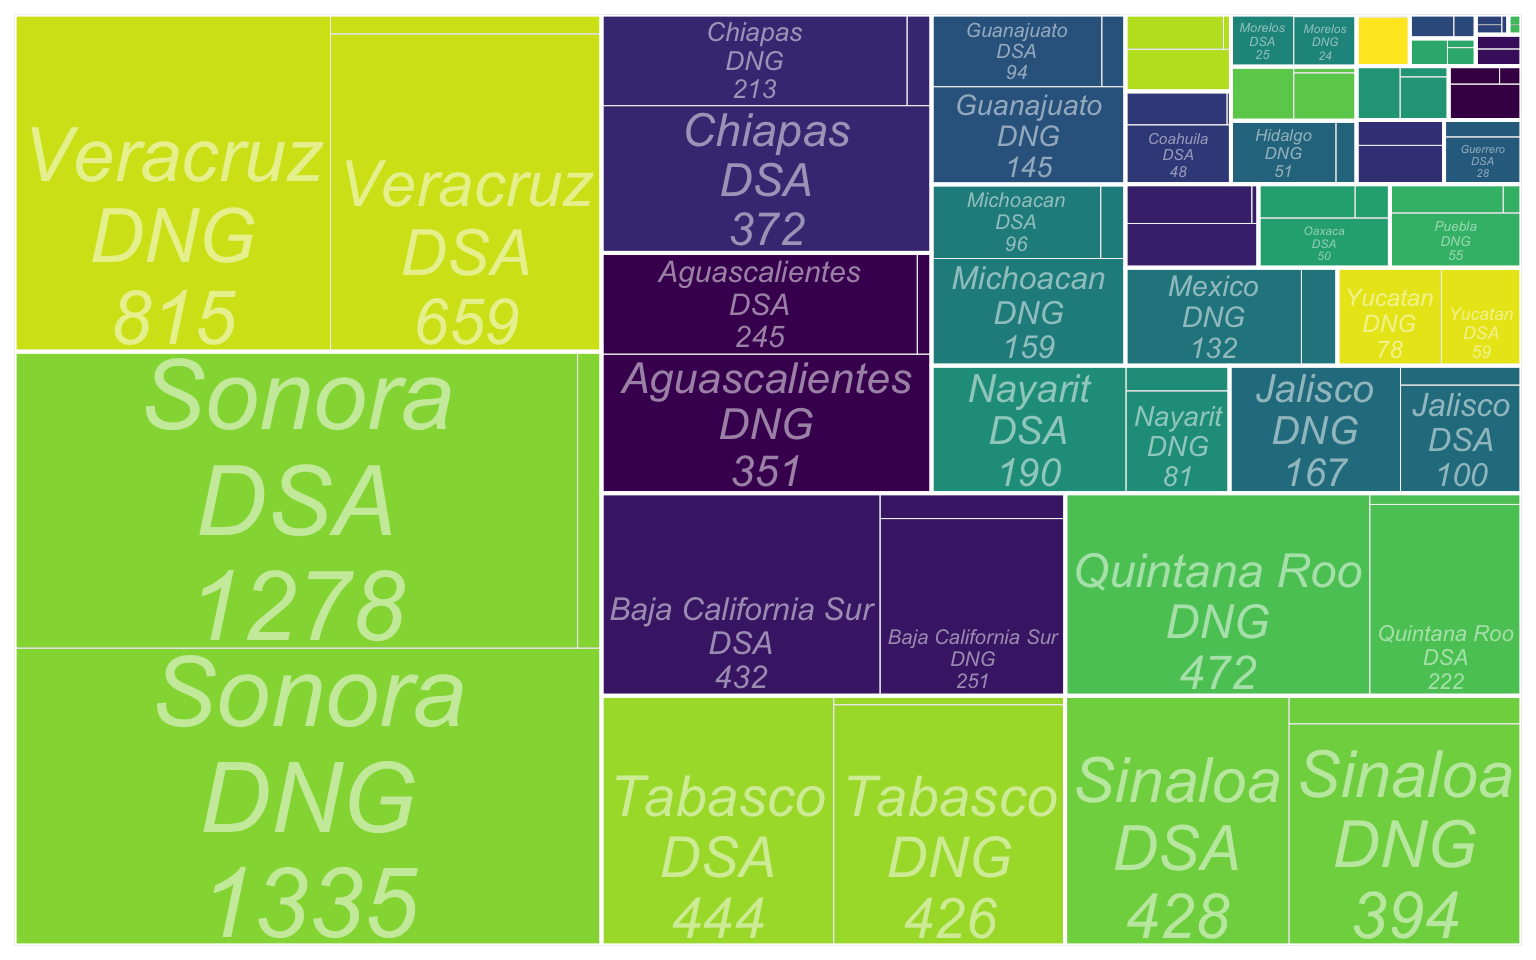 Veracruz
DNG
815
Veracruz
DSA
659
Sonora
DSA
1278
Sonora
DNG
1335
Chiapas
DNG
213
Chiapas
DSA
372
Aguascalientes
DSA
245
Aguascalientes
DNG
351
Guanajuato
DSA
94
Guanajuato
DNG
145
Michoacan
DSA
96
Michoacan
DNG
159
Morelos
DSA
25
Morelos
DNG
24
Coahuila
DSA
48
Hidalgo
DNG
51
Guerrero
DSA
28
Oaxaca
DSA
50
Puebla
DNG
55
Mexico
DNG
132
Yucatan
DNG
78
Yucatan
DSA
59
Nayarit
DSA
190
Nayarit
DNG
81
Jalisco
DNG
167
Jalisco
DSA
100
Baja California Sur
DSA
432
Baja California Sur
DNG
251
Quintana Roo
DNG
472
Quintana Roo
DSA
222
Tabasco
DSA
444
Tabasco
DNG
426
Sinaloa
DSA
428
Sinaloa
DNG
394